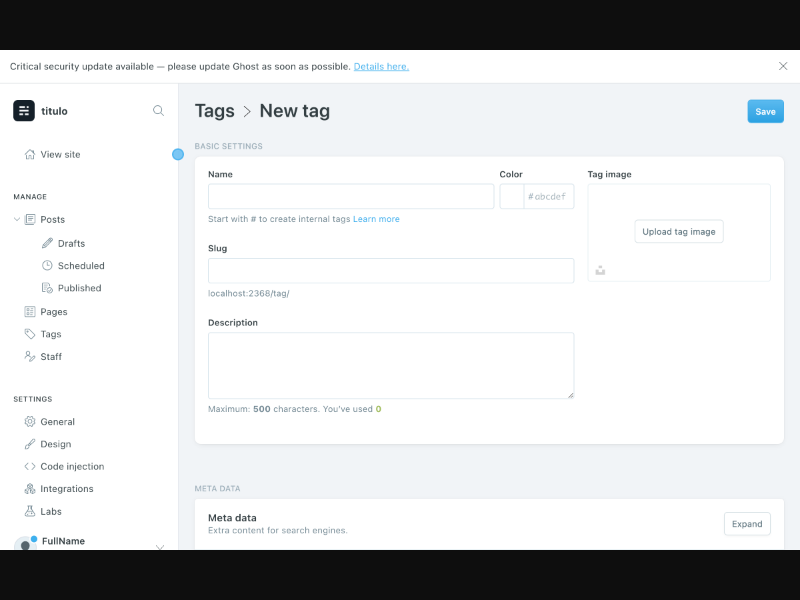 Critical security update available — please update Ghost as soon as possible. Details here.
titulo
View site
MANAGE
Posts
Drafts
Scheduled
Published
Pages
Tags
Staff
SETTINGS
General
Design
Code injection
Integrations
Labs
FullName
Tags > New tag
Save
BASIC SETTINGS
Name
Color
Tag image
#abcdef
Upload tag image
Start with # to create internal tags Learn more
Slug
localhost:2368/tag/
Description
Maximum: 500 characters. You've used 0
META DATA
Meta data
Extra content for search engines.
Expand